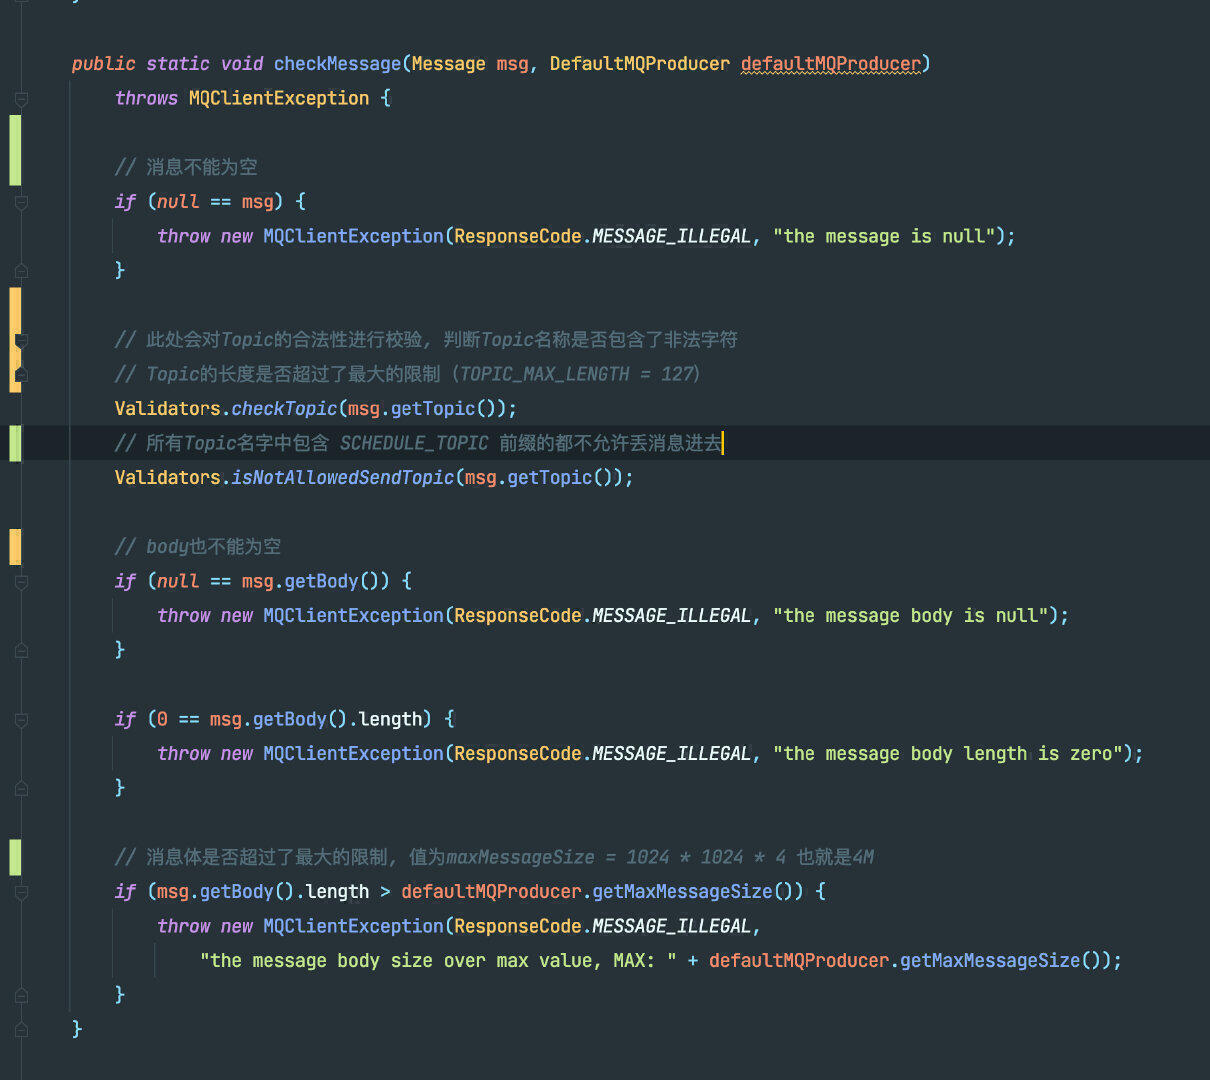 }
public static void checkMessage(Message msg, DefaultMQProducer defaultMQProducer)
throws MQClientException {
// 消息不能为空
if (null == msg) {
throw new MQClientException(ResponseCode.MESSAGE_ILLEGAL, "the message is null");
}
// 此处会对Topic的合法性进行校验, 判断Topic名称是否包含了非法字符
// Topic的长度是否超过了最大的限制 (TOPIC_MAX_LENGTH = 127)
Validators.checkTopic(msg.getTopic());
// 所有Topic名字中包含 SCHEDULE_TOPIC 前缀的都不允许丢消息进去
Validators.isNotAllowedSendTopic(msg.getTopic());
// body也不能为空
if (null == msg.getBody()) {
throw new MQClientException(ResponseCode.MESSAGE_ILLEGAL, "the message body is null");
}
if (0 == msg.getBody().length) {
throw new MQClientException(ResponseCode.MESSAGE_ILLEGAL, "the message body length is zero");
}
// 消息体是否超过了最大的限制, 值为maxMessageSize = 1024 * 1024 * 4 也就是4M
if (msg.getBody().length > defaultMQProducer.getMaxMessageSize()) {
throw new MQClientException(ResponseCode.MESSAGE_ILLEGAL,
"the message body size over max value, MAX: " + defaultMQProducer.getMaxMessageSize());
}
}